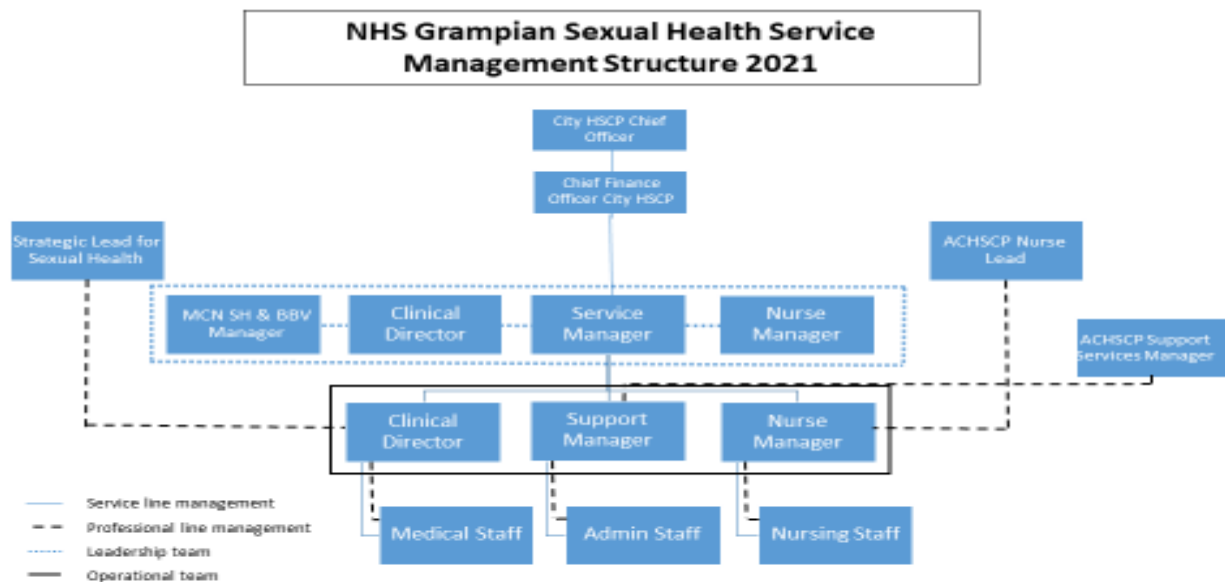 NHS Grampian Sexual Health Service
Management Structure 2021
City HSCP Chief
Officer
Chief Finance
Officer City HSCP
Strategic Lead for
Sexual Health
ACHSCP Nurse
Lead
MCN SH & BBV
Manager
Clinical
Director
Service
Manager
Nurse
Manager
ACHSCP Support
Services Manager
Clinical
Director
Support
Manager
Nurse
Manager
Medical Staff
Admin Staff
Nursing Staff
Service line management
Professional line management
Leadership team
Operational team